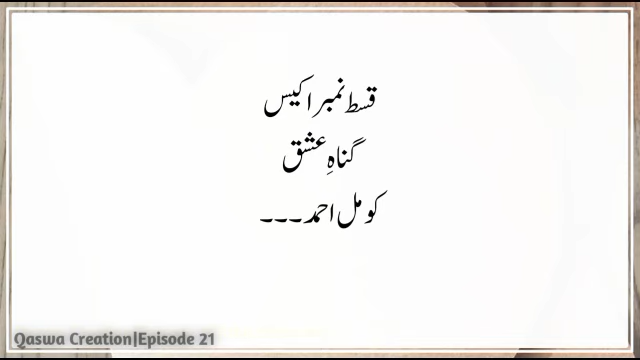 قسط نمبر اکیس
گناہِ عشق
کومل احمد۔۔۔
Qaswa Creation|Episode 21